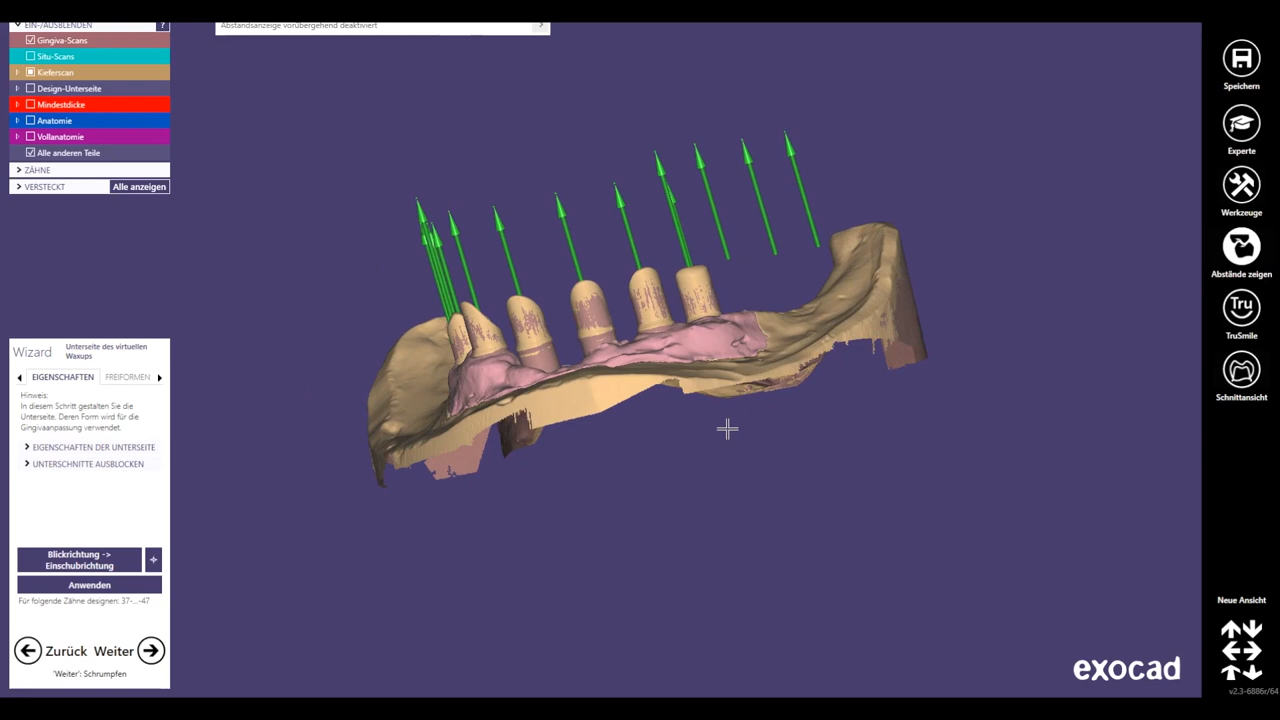 EIN-/AUSBLENDEN ?
Abstandsanzeige vorübergehend deaktiviert
Gingiva-Scans
Situ-Scans
Kieferscan
Design-Unterseite
Mindestdicke
Anatomie
Vollanatomie
Alle anderen Teile
ZÄHNE
VERSTECKT Alle anzeigen
Wizard
Unterseite des virtuellen
Waxups
EIGENSCHAFTEN FREIFORMEN
Hinweis:
In diesem Schritt gestalten Sie die
Unterseite. Deren Form wird für die
Gingivaanpassung verwendet.
EIGENSCHAFTEN DER UNTERSEITE
UNTERSCHNITTE AUSBLOCKEN
Blickrichtung ->
Einschubrichtung
Anwenden
Für folgende Zähne designen: 37-...-47
Zurück Weiter
'Weiter': Schrumpfen
Speichern
Experte
Werkzeuge
Abstände zeigen
Tru
TruSmile
Schnittansicht
Neue Ansicht
exocad
v2.3-6886r/64